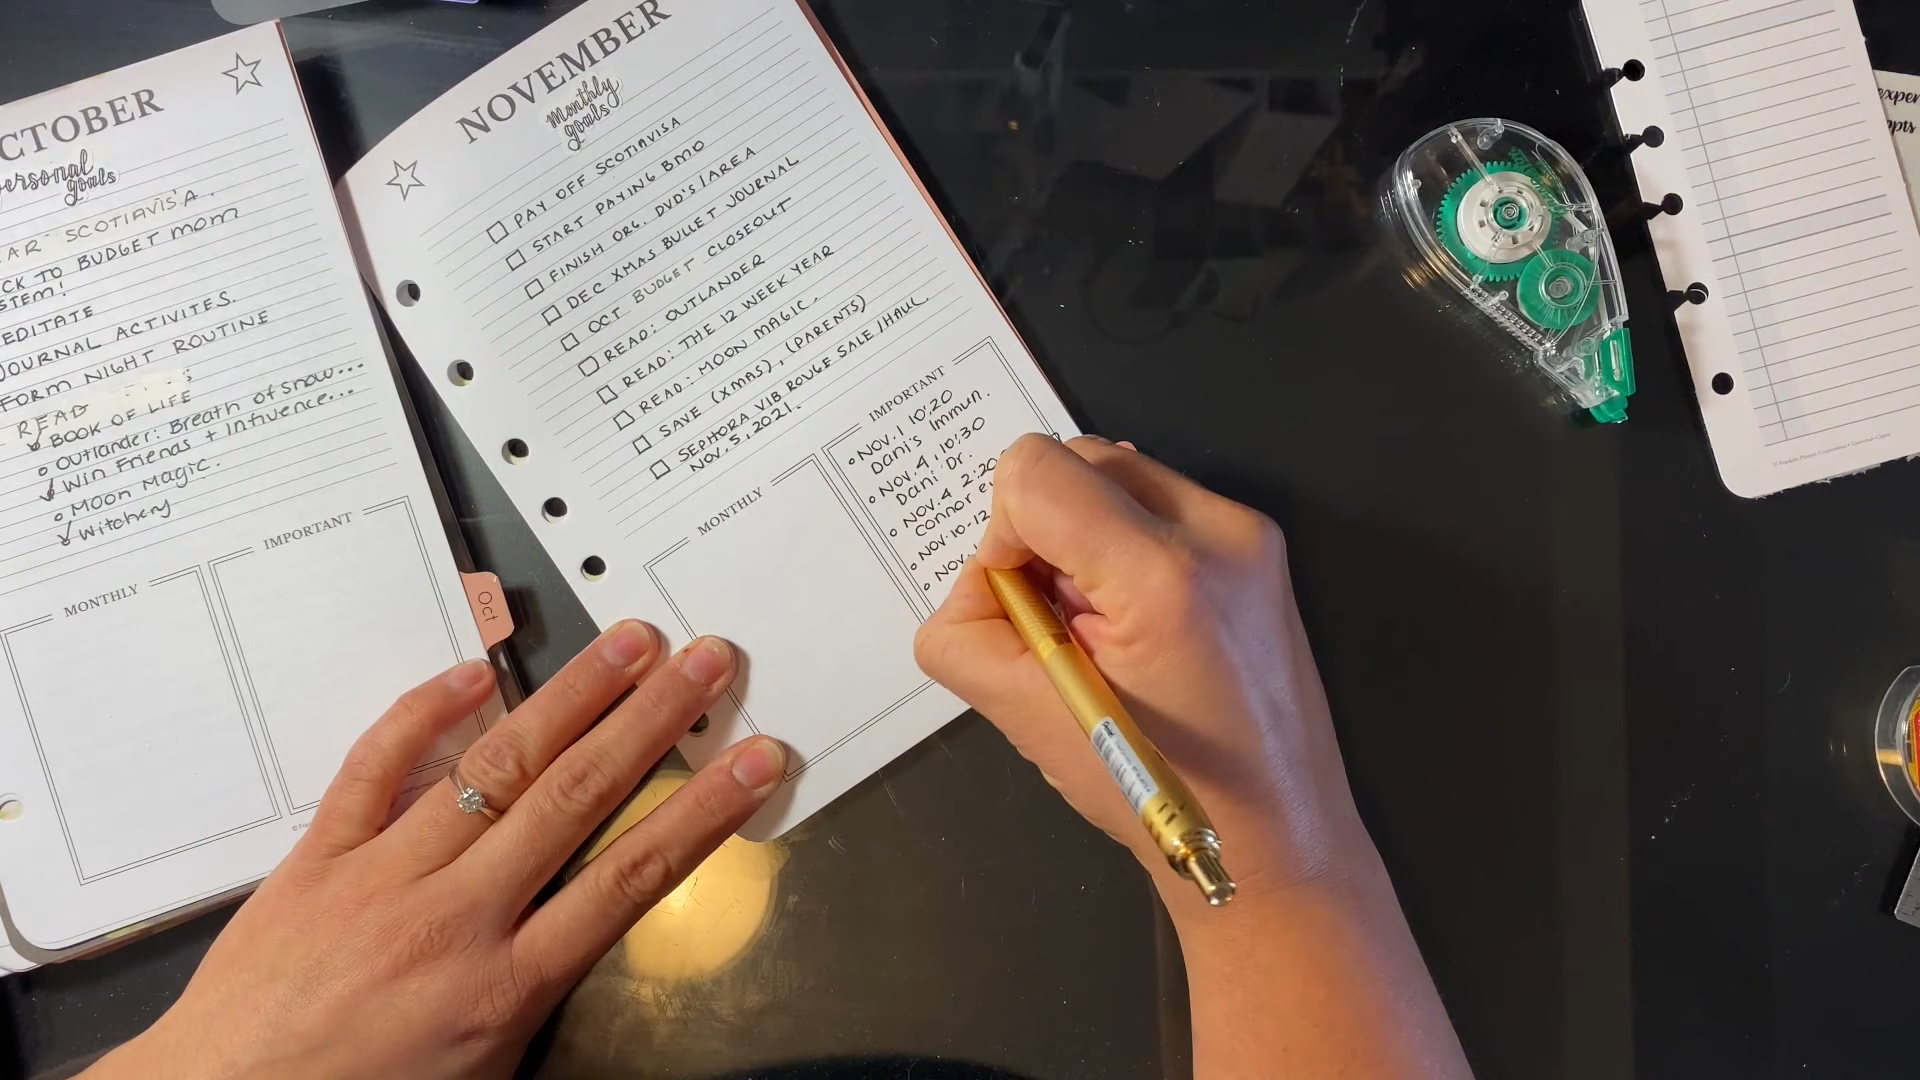 CTOBER
personal
goals
AR SCOTIAVISA.
CK TO BUDGET MOM
STEM!
EDITATE
JOURNAL ACTIVITES.
FORM NIGHT ROUTINE
READ
BOOK OF LIFE
Outlander: Breath of snow...
Win Friends + Influence...
Moon Magic.
Witchery
MONTHLY
IMPORTANT
Oct
NOVEMBER
Monthly
goals
PAY OFF SCOTIAVISA
START PAYING BMO
FINISH ORG. DVD's/AREA
DEC XMAS BULLET JOURNAL
OCT BUDGET CLOSEOUT
READ: OUTLANDER
READ: THE 12 WEEK YEAR
READ: MOON MAGIC.
SAVE (XMAS), (PARENTS)
SEPHORA VIB ROUGE SALE/HAUL.
NOV. 5, 2021.
MONTHLY
IMPORTANT
NOV. 1 10:20
Dani's Immun.
NOV. 4, 10:30
Dani Dr.
NOV. 4 2:20
Connor
NOV. 10-12
NOV.
exper